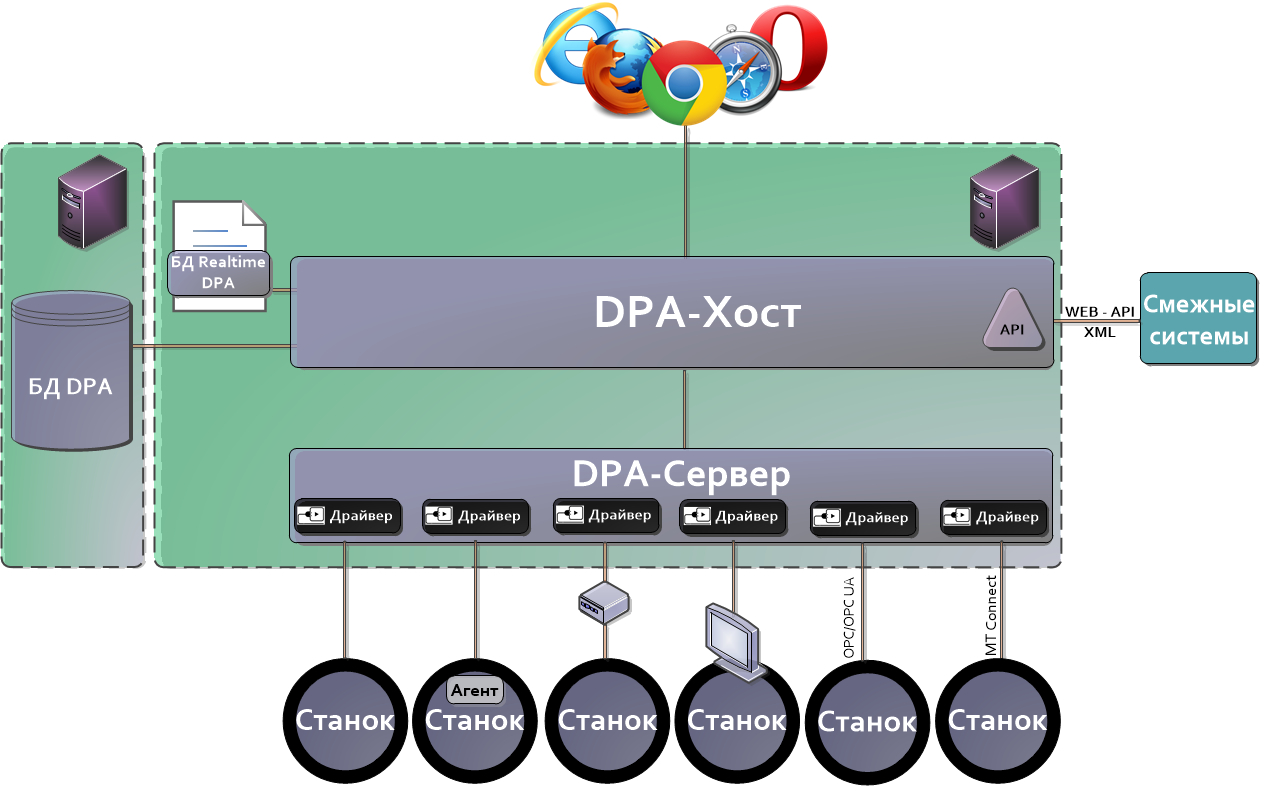 БД Realtime
DPA
DPA-Хост
API
WEB - API
XML
Смежные
системы
БД DPA
DPA-Сервер
Драйвер
Драйвер
Драйвер
Драйвер
Драйвер
Драйвер
OPC/OPC UA
MT Connect
Агент
Станок
Станок
Станок
Станок
Станок
Станок